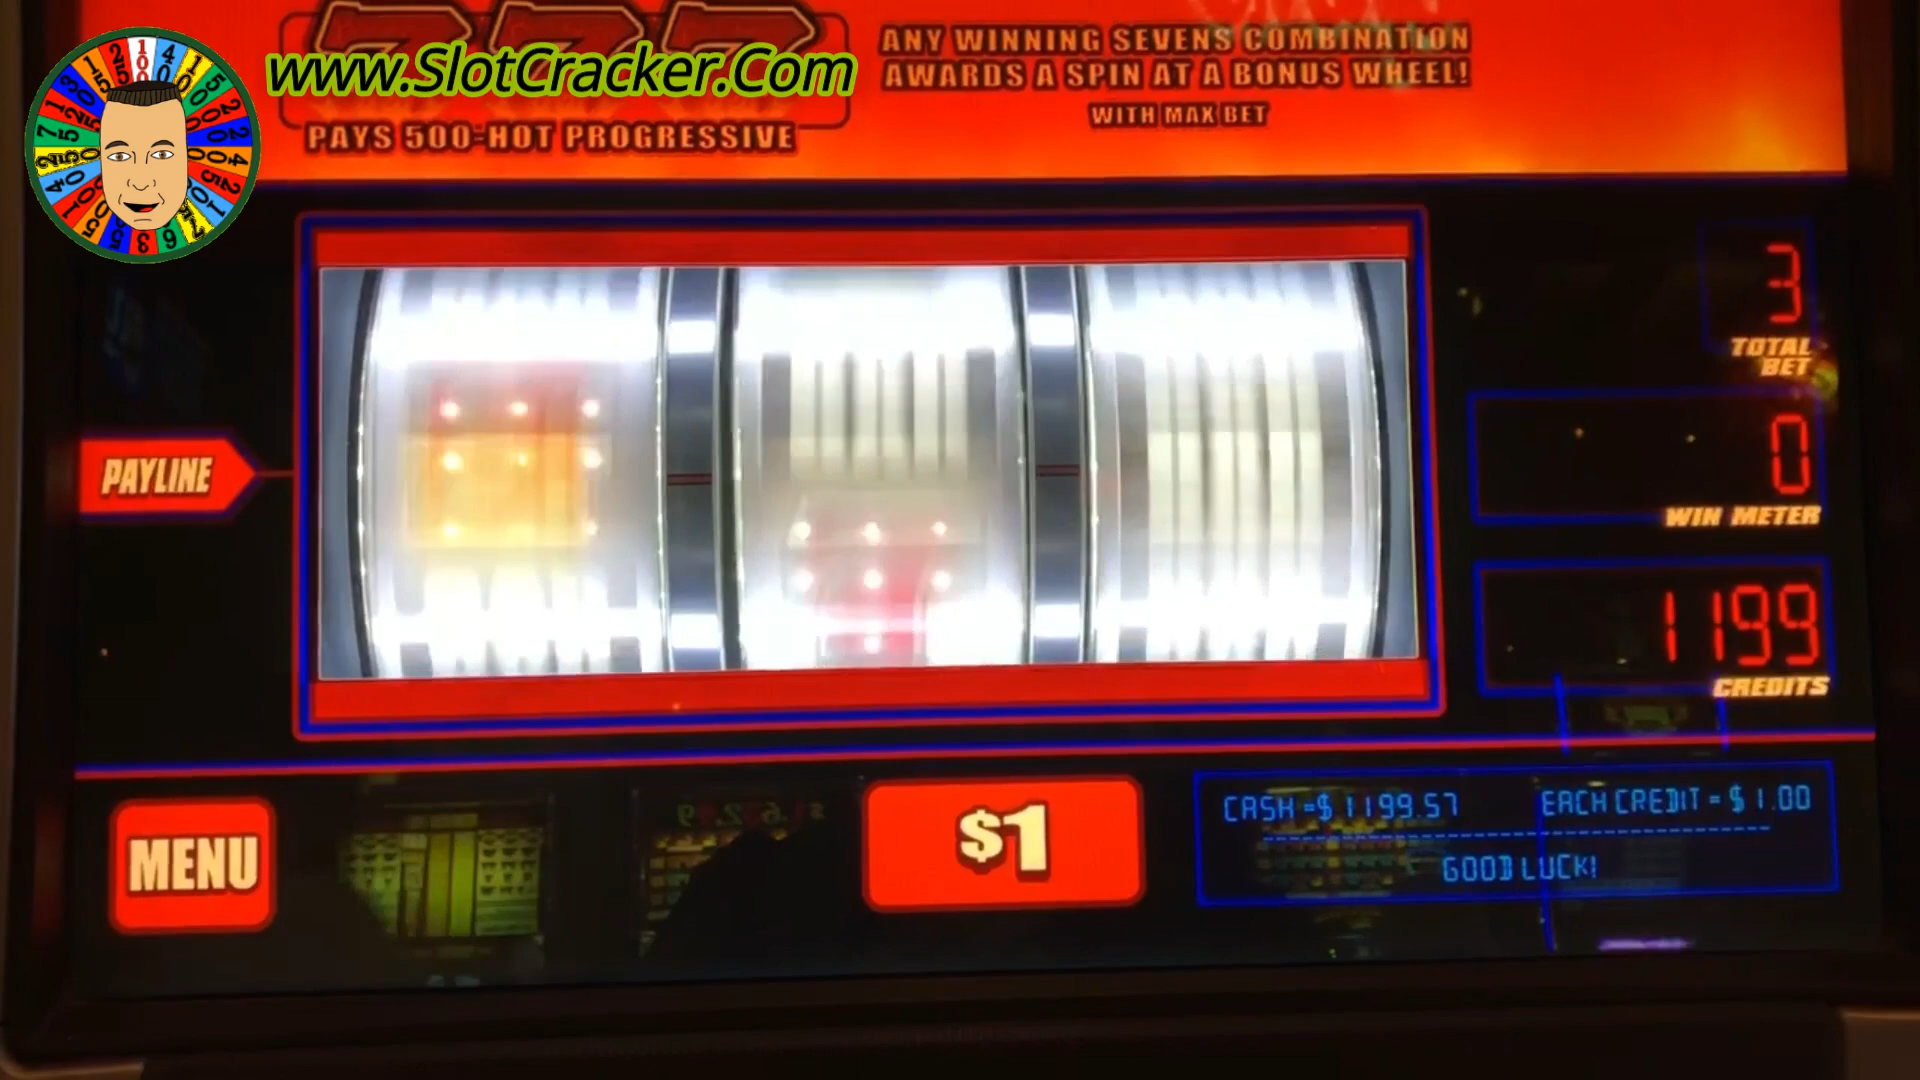 www.SlotCracker.Com
777
PAYS 500-HOT PROGRESSIVE
ANY WINNING SEVENS COMBINATION
AWARDS A SPIN AT A BONUS WHEEL!
WITH MAX BET
PAYLINE
3
TOTAL
BET
0
WIN METER
1199
CREDITS
MENU
$1
CASH =$ 1199.57
EACH CREDIT = $ 1.00
GOOD LUCK!